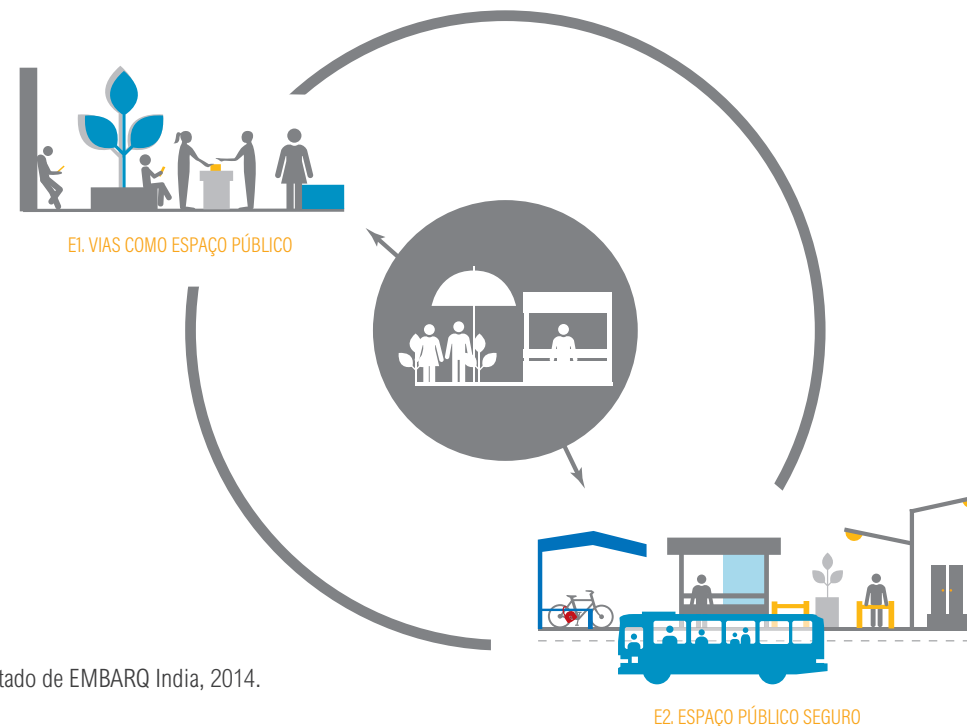 E1. VIAS COMO ESPAÇO PÚBLICO
tado de EMBARQ India, 2014.
E2. ESPAÇO PÚBLICO SEGURO